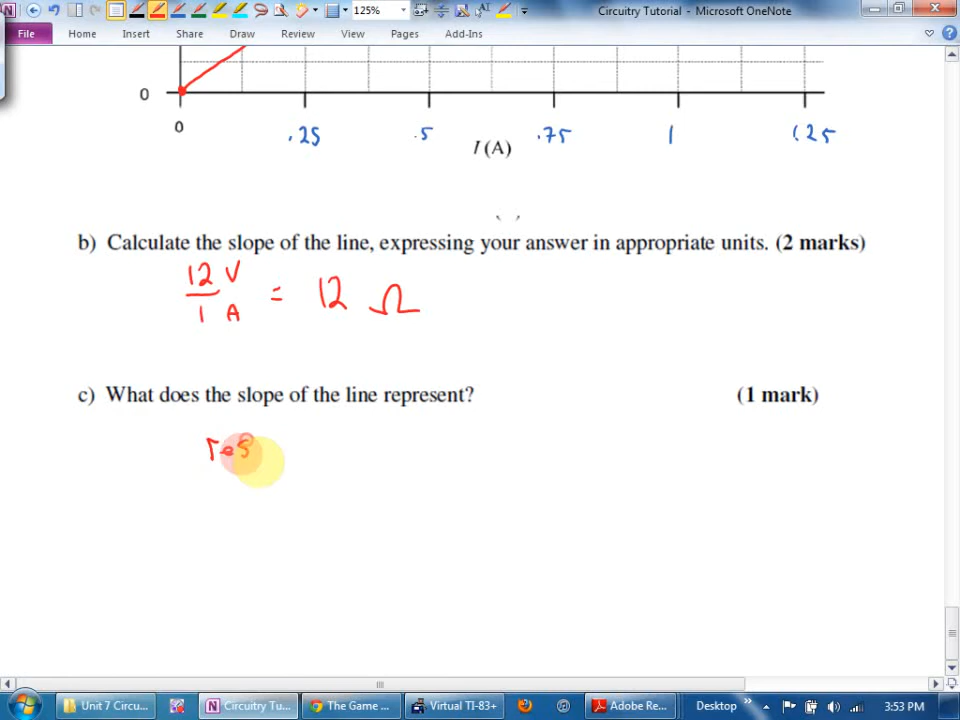 125%
Circuitry Tutorial - Microsoft OneNote
File Home Insert Share Draw Review View Pages Add-Ins
0
0 .25 .5 .75 1 1.25
I (A)
b) Calculate the slope of the line, expressing your answer in appropriate units. (2 marks)
12 V
1 A
= 12 Ω
c) What does the slope of the line represent? (1 mark)
res
Unit 7 Circu... Circuitry Tu... The Game ... Virtual TI-83+ Adobe Re... Desktop » 3:53 PM